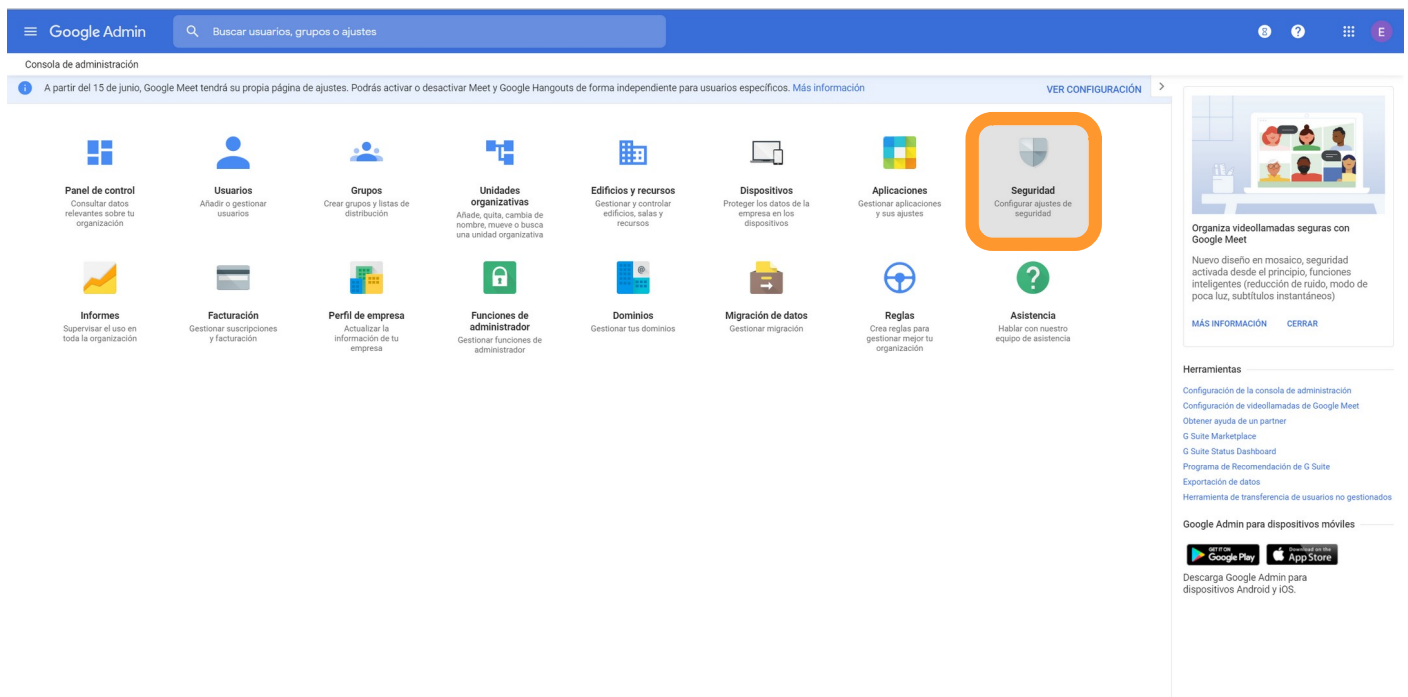 Google Admin
Buscar usuarios, grupos o ajustes
8
?
E
Consola de administración
i
A partir del 15 de junio, Google Meet tendrá su propia página de ajustes. Podrás activar o desactivar Meet y Google Hangouts de forma independiente para usuarios específicos. Más información
VER CONFIGURACIÓN
Panel de control
Consultar datos
relevantes sobre tu
organización
Usuarios
Añadir o gestionar
usuarios
Grupos
Crear grupos y listas de
distribución
Unidades
organizativas
Añade, quita, cambia de
nombre, mueve o busca
una unidad organizativa
Edificios y recursos
Gestionar y controlar
edificios, salas y
recursos
Dispositivos
Proteger los datos de la
empresa en los
dispositivos
Aplicaciones
Gestionar aplicaciones
y sus ajustes
Seguridad
Configurar ajustes de
seguridad
Informes
Supervisar el uso en
toda la organización
Facturación
Gestionar suscripciones
y facturación
Perfil de empresa
Actualizar la
información de tu
empresa
Funciones de
administrador
Gestionar funciones de
administrador
@
Dominios
Gestionar tus dominios
Migración de datos
Gestionar migración
Reglas
Crea reglas para
gestionar mejor tu
organización
?
Asistencia
Hablar con nuestro
equipo de asistencia
Organiza videollamadas seguras con
Google Meet
Nuevo diseño en mosaico, seguridad
activada desde el principio, funciones
inteligentes (reducción de ruido, modo de
poca luz, subtítulos instantáneos)
MÁS INFORMACIÓN
CERRAR
Herramientas
Configuración de la consola de administración
Configuración de videollamadas de Google Meet
Obtener ayuda de un partner
G Suite Marketplace
G Suite Status Dashboard
Programa de Recomendación de G Suite
Exportación de datos
Herramienta de transferencia de usuarios no gestionados
Google Admin para dispositivos móviles
GET IT ON
Google Play
Download on the
App Store
Descarga Google Admin para
dispositivos Android y iOS.